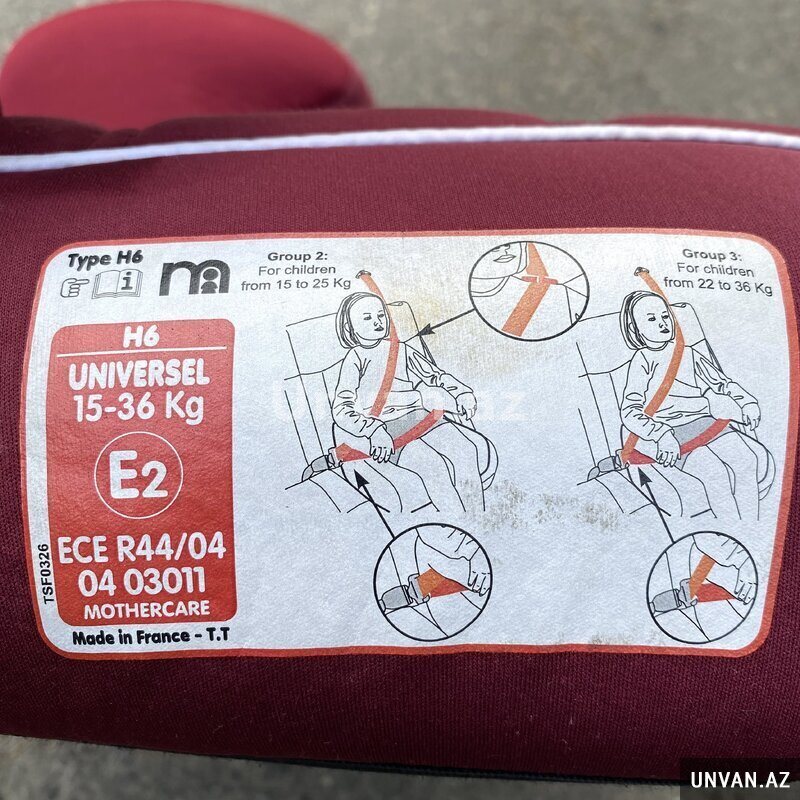 Type H6
Group 2:
For children
from 15 to 25 Kg
Group 3:
For children
from 22 to 36 Kg
H6
UNIVERSEL
15-36 Kg
E2
ECE R44/04
04 03011
MOTHERCARE
TSF0326
Made in France - T.T
Unvan.az
UNVAN.AZ